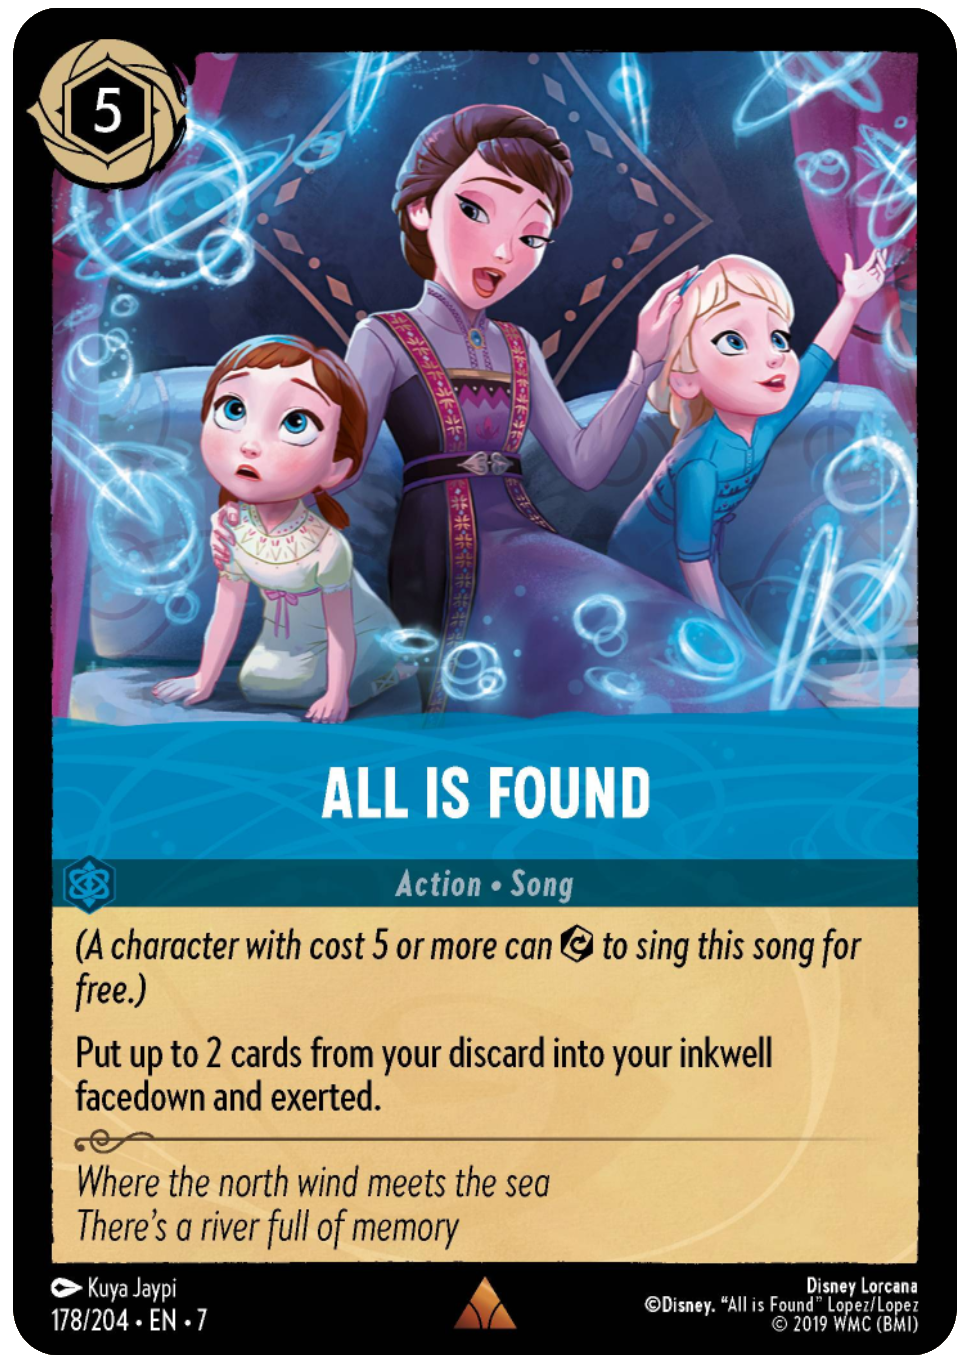 5
ALL IS FOUND
Action • Song
(A character with cost 5 or more can to sing this song for
free.)
Put up to 2 cards from your discard into your inkwell
facedown and exerted.
Where the north wind meets the sea
There's a river full of memory
Kuya Jaypi
178/204 • EN • 7
Disney Lorcana
©Disney. "All is Found" Lopez/Lopez
© 2019 WMC (BMI)